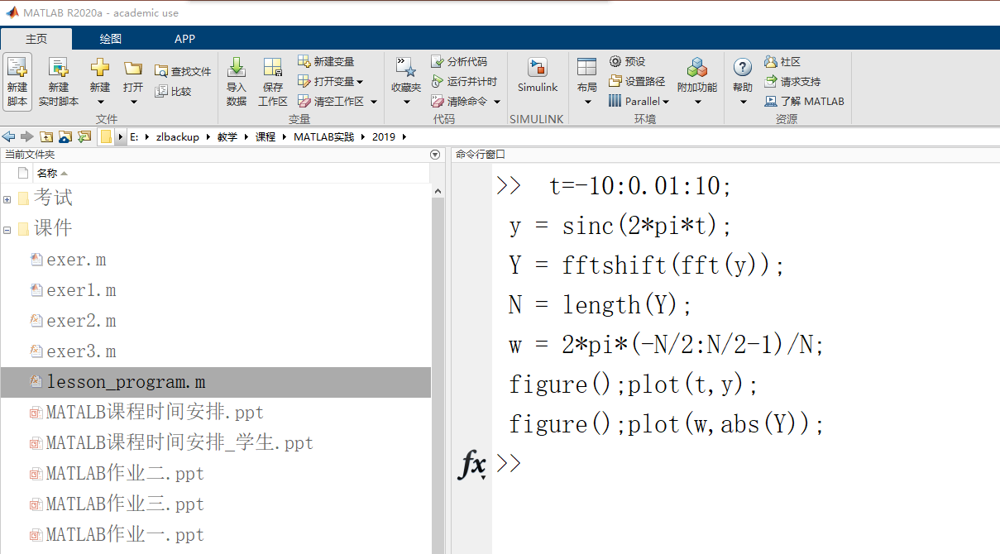 MATLAB R2020a - academic use
主页 绘图 APP
新建 新建 新建 打开 查找文件 导入 保存 新建变量 收藏夹 分析代码 Simulink 布局 预设 附加功能 帮助 社区
脚本 实时脚本 比较 数据 工作区 打开变量 运行并计时 设置路径 请求支持
清空工作区 清除命令 Parallel 了解 MATLAB
文件 变量 代码 SIMULINK 环境 资源
E: zlbackup 教学 课程 MATLAB实践 2019
当前文件夹
名称
考试
课件
exer.m
exer1.m
exer2.m
exer3.m
lesson_program.m
MATALB课程时间安排.ppt
MATALB课程时间安排_学生.ppt
MATLAB作业二.ppt
MATLAB作业三.ppt
MATLAB作业一.ppt
命令行窗口
>> t=-10:0.01:10;
y = sinc(2*pi*t);
Y = fftshift(fft(y));
N = length(Y);
w = 2*pi*(-N/2:N/2-1)/N;
figure();plot(t,y);
figure();plot(w,abs(Y));
fx >>